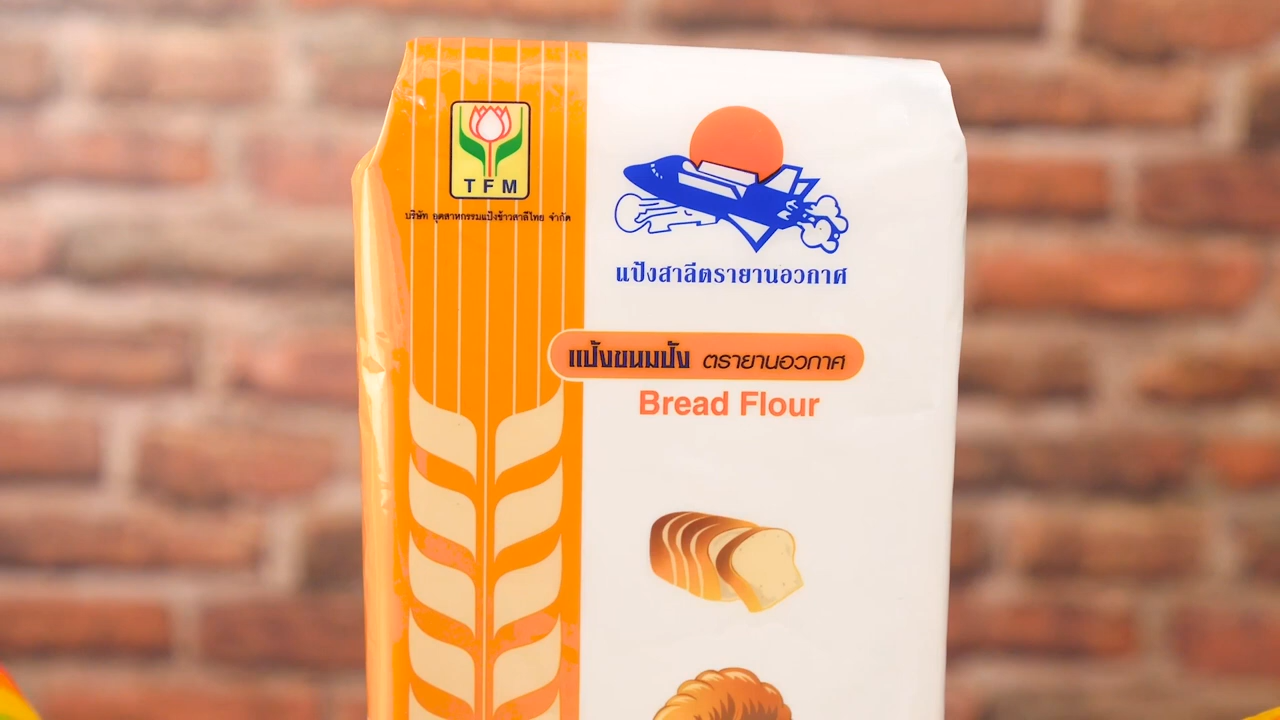 TFM
บริษัท อุตสาหกรรมแป้งข้าวสาลีไทย จำกัด
แป้งสาลีตรายานอวกาศ
แป้งขนมปัง ตรายานอวกาศ
Bread Flour